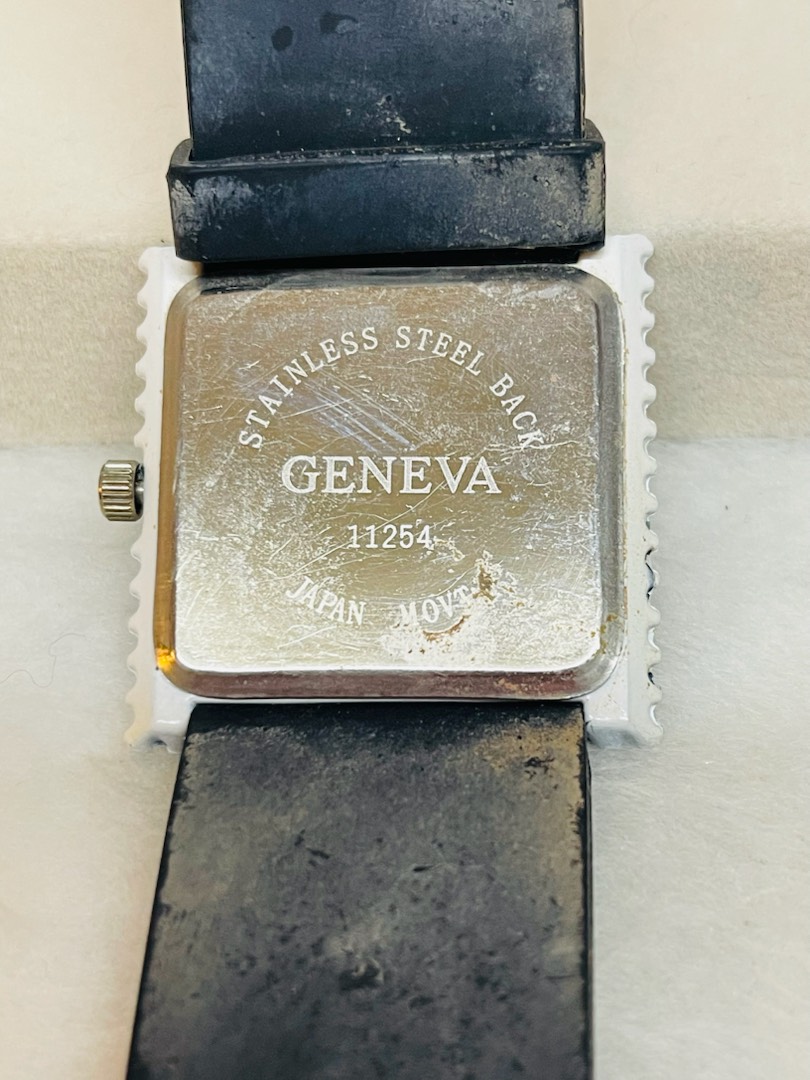 STAINLESS STEEL BACK
GENEVA
11254
JAPAN MOVT